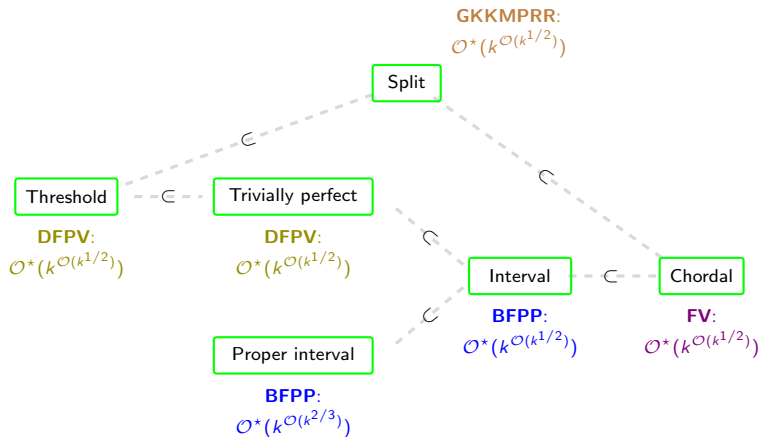 GKKMPRR:
𝒪⋆(k^𝒪(k^1/2))
Split
⊂
⊂
Threshold
⊂
Trivially perfect
DFPV:
𝒪⋆(k^𝒪(k^1/2))
DFPV:
𝒪⋆(k^𝒪(k^1/2))
⊂
Interval
⊂
Chordal
BFPP:
𝒪⋆(k^𝒪(k^1/2))
FV:
𝒪⋆(k^𝒪(k^1/2))
⊂
Proper interval
BFPP:
𝒪⋆(k^𝒪(k^2/3))